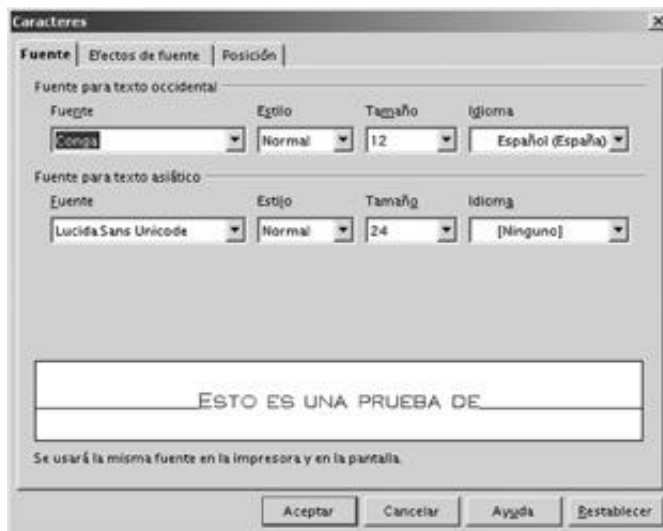 Caracteres
Fuente Efectos de fuente Posición
Fuente para texto occidental
Fuente Estilo Tamaño Idioma
Conga Normal 12 Español (España)
Fuente para texto asiático
Fuente Estilo Tamaño Idioma
Lucida Sans Unicode Normal 24 [Ninguno]
ESTO ES UNA PRUEBA DE
Se usará la misma fuente en la impresora y en la pantalla.
Aceptar Cancelar Ayuda Restablecer